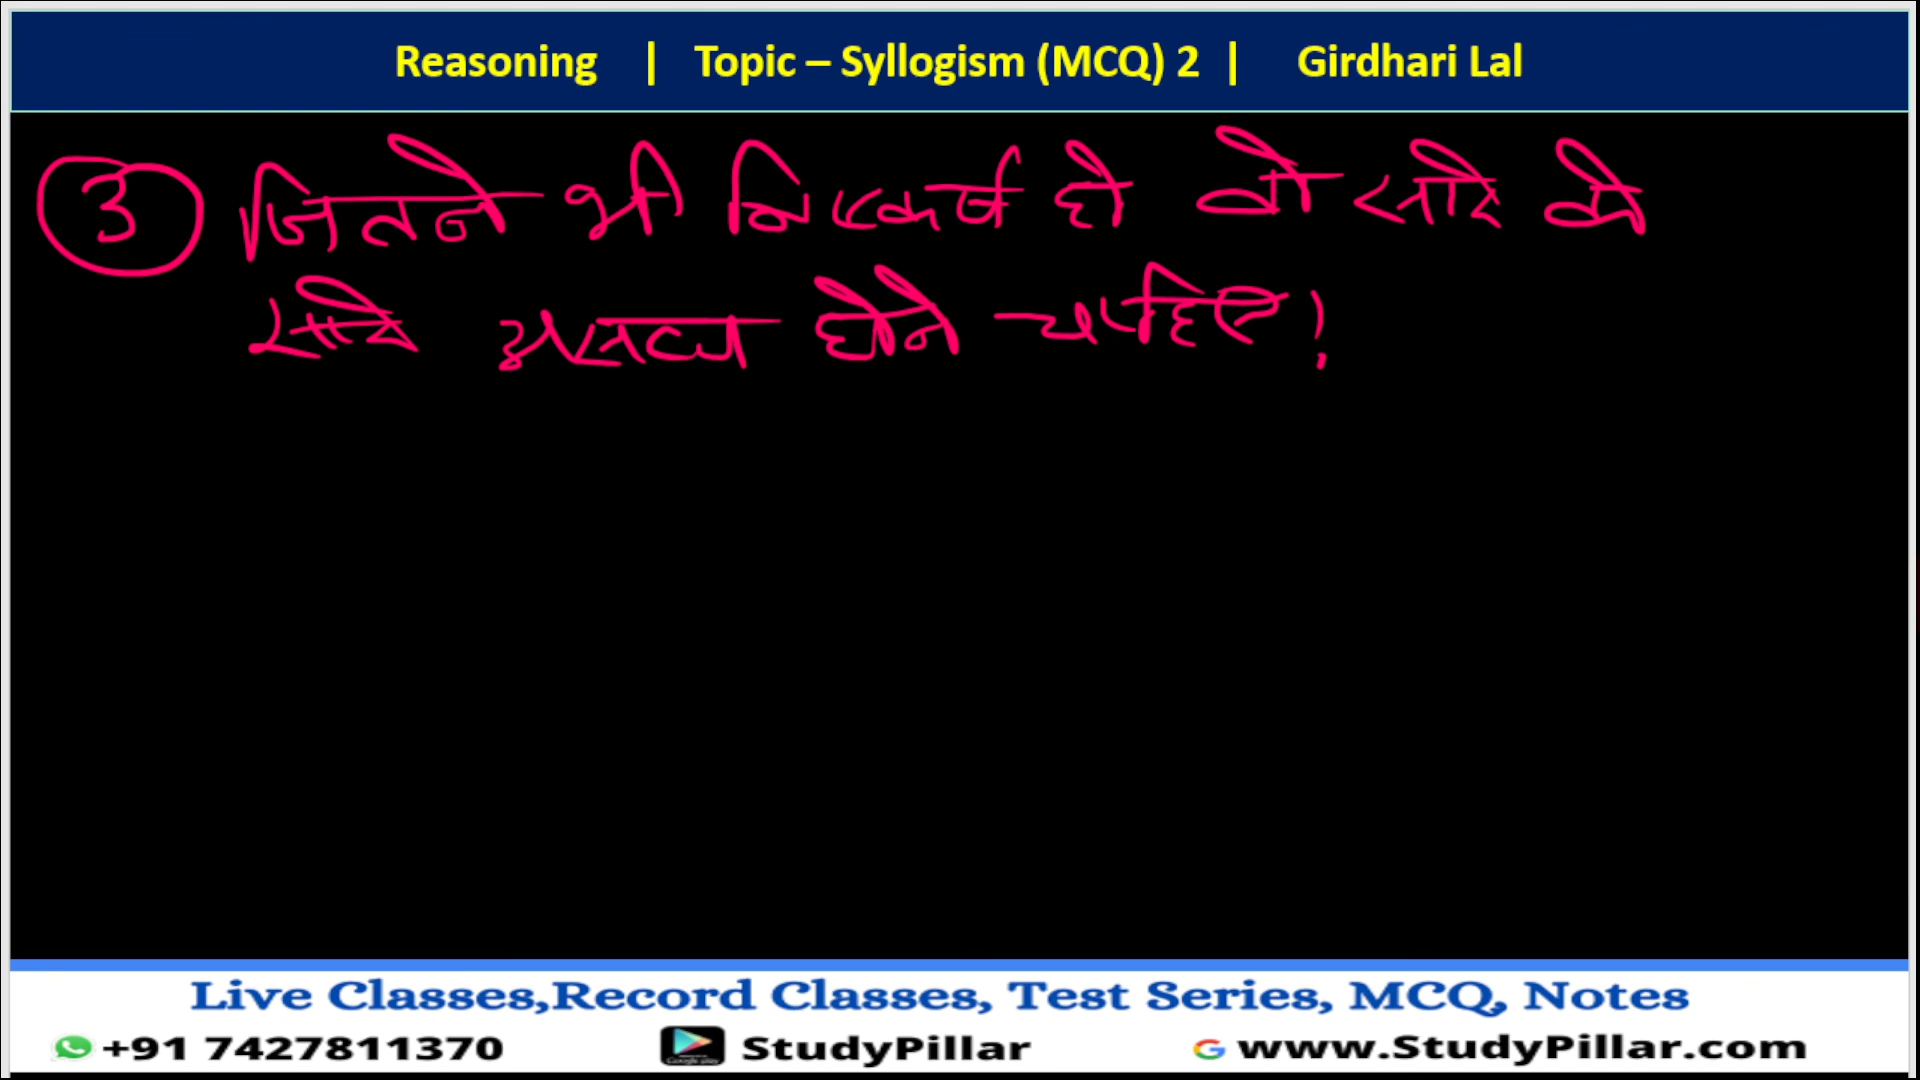 Reasoning | Topic – Syllogism (MCQ) 2 | Girdhari Lal
3 जितने भी निष्कर्ष हो वो सारे के
सारे असत्य होने चाहिए।
Live Classes,Record Classes, Test Series, MCQ, Notes
+91 7427811370 StudyPillar www.StudyPillar.com